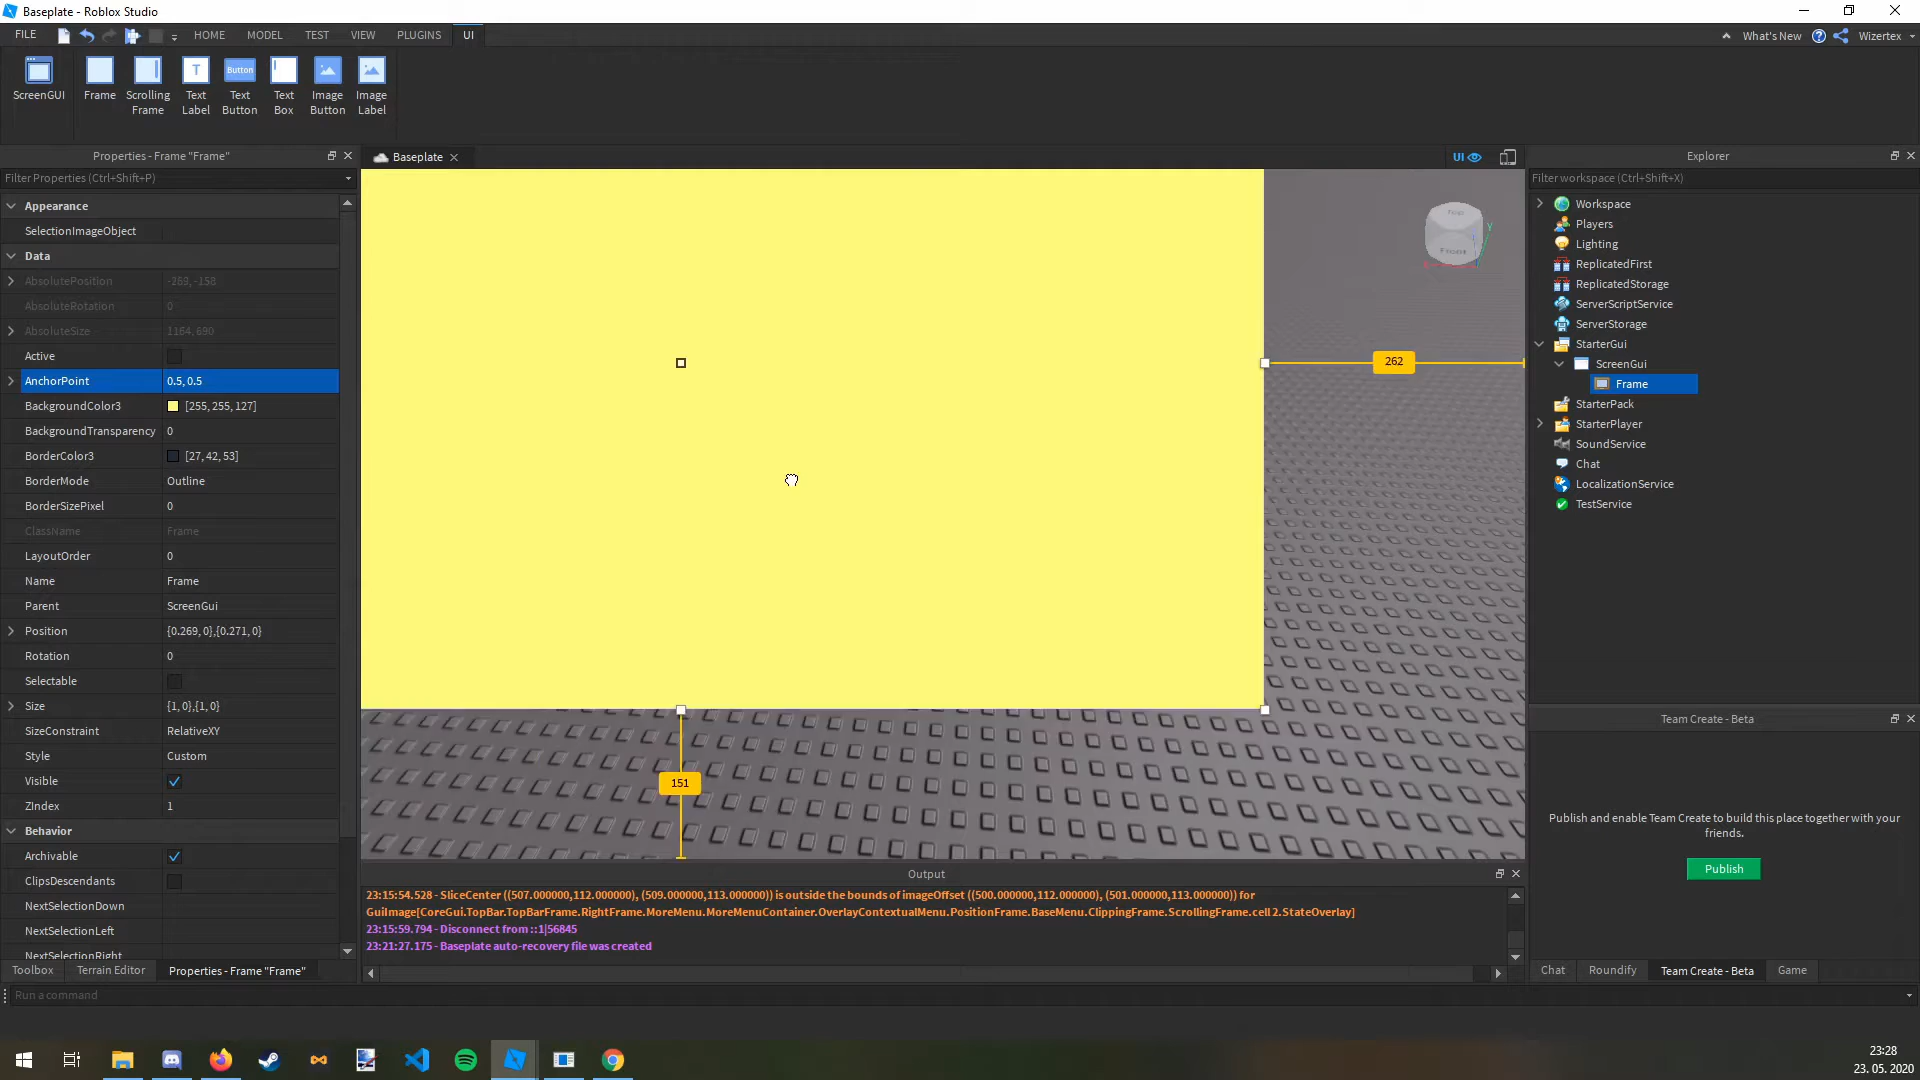 Baseplate - Roblox Studio
FILE
HOME
MODEL
TEST
VIEW
PLUGINS
UI
What's New
Wizertex
ScreenGUI
Frame
Scrolling Frame
Text Label
Button
Text Button
Text Box
Image Button
Image Label
Properties - Frame "Frame"
Filter Properties (Ctrl+Shift+P)
Appearance
SelectionImageObject
Data
AbsolutePosition -269, -158
AbsoluteRotation 0
AbsoluteSize 1164, 690
Active
AnchorPoint 0.5, 0.5
BackgroundColor3 [255, 255, 127]
BackgroundTransparency 0
BorderColor3 [27, 42, 53]
BorderMode Outline
BorderSizePixel 0
ClassName Frame
LayoutOrder 0
Name Frame
Parent ScreenGui
Position {0.269, 0},{0.271, 0}
Rotation 0
Selectable
Size {1, 0},{1, 0}
SizeConstraint RelativeXY
Style Custom
Visible
ZIndex 1
Behavior
Archivable
ClipsDescendants
NextSelectionDown
NextSelectionLeft
NextSelectionRight
Toolbox
Terrain Editor
Properties - Frame "Frame"
Run a command
Baseplate
UI
Front
Y
262
151
Output
23:15:54.528 - SliceCenter ((507.000000,112.000000), (509.000000,113.000000)) is outside the bounds of imageOffset ((500.000000,112.000000), (501.000000,113.000000)) for
GuiImage[CoreGui.TopBar.TopBarFrame.RightFrame.MoreMenu.MoreMenuContainer.OverlayContextualMenu.PositionFrame.BaseMenu.ClippingFrame.ScrollingFrame.cell 2.StateOverlay]
23:15:59.794 - Disconnect from ::1|56845
23:21:27.175 - Baseplate auto-recovery file was created
Explorer
Filter workspace (Ctrl+Shift+X)
Workspace
Players
Lighting
ReplicatedFirst
ReplicatedStorage
ServerScriptService
ServerStorage
StarterGui
ScreenGui
Frame
StarterPack
StarterPlayer
SoundService
Chat
LocalizationService
TestService
Team Create - Beta
Publish and enable Team Create to build this place together with your
friends.
Publish
Chat
Roundify
Team Create - Beta
Game
23:28
23. 05. 2020